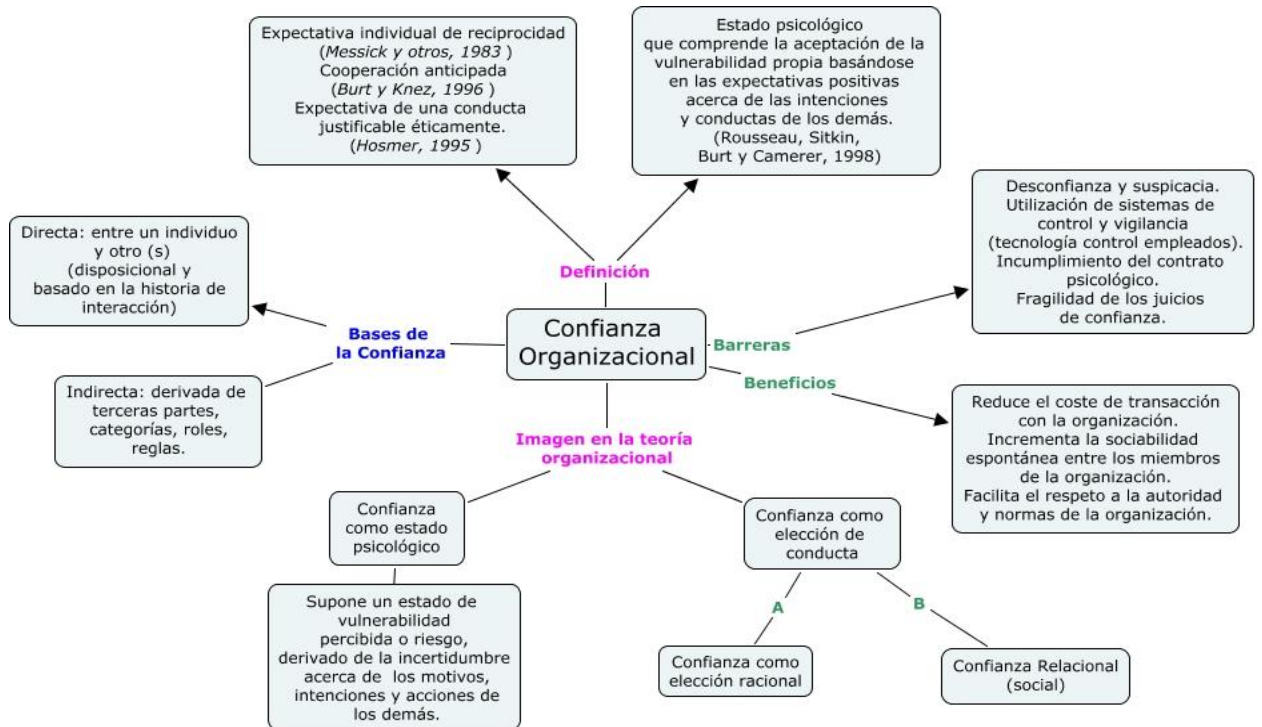 Expectativa individual de reciprocidad
(Messick y otros, 1983 )
Cooperación anticipada
(Burt y Knez, 1996 )
Expectativa de una conducta
justificable éticamente.
(Hosmer, 1995 )
Estado psicológico
que comprende la aceptación de la
vulnerabilidad propia basándose
en las expectativas positivas
acerca de las intenciones
y conductas de los demás.
(Rousseau, Sitkin,
Burt y Camerer, 1998)
Definición
Directa: entre un individuo
y otro (s)
(disposicional y
basado en la historia de
interacción)
Bases de
la Confianza
Indirecta: derivada de
terceras partes,
categorías, roles,
reglas.
Confianza
Organizacional
Barreras
Desconfianza y suspicacia.
Utilización de sistemas de
control y vigilancia
(tecnología control empleados).
Incumplimiento del contrato
psicológico.
Fragilidad de los juicios
de confianza.
Beneficios
Reduce el coste de transacción
con la organización.
Incrementa la sociabilidad
espontánea entre los miembros
de la organización.
Facilita el respeto a la autoridad
y normas de la organización.
Imagen en la teoría
organizacional
Confianza
como estado
psicológico
Supone un estado de
vulnerabilidad
percibida o riesgo,
derivado de la incertidumbre
acerca de los motivos,
intenciones y acciones de
los demás.
Confianza como
elección de
conducta
A
Confianza como
elección racional
B
Confianza Relacional
(social)